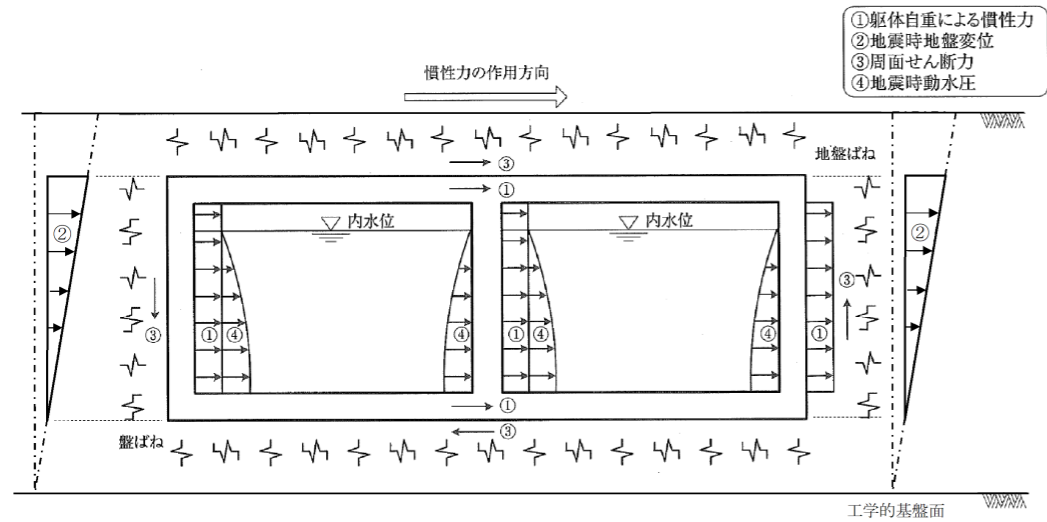 ①躯体自重による慣性力
②地震時地盤変位
③周面せん断力
④地震時動水圧
慣性力の作用方向
地盤ばね
③
①
内水位
内水位
②
②
③
③
①
④
④
①
④
④
①
①
③
盤ばね
工学的基盤面